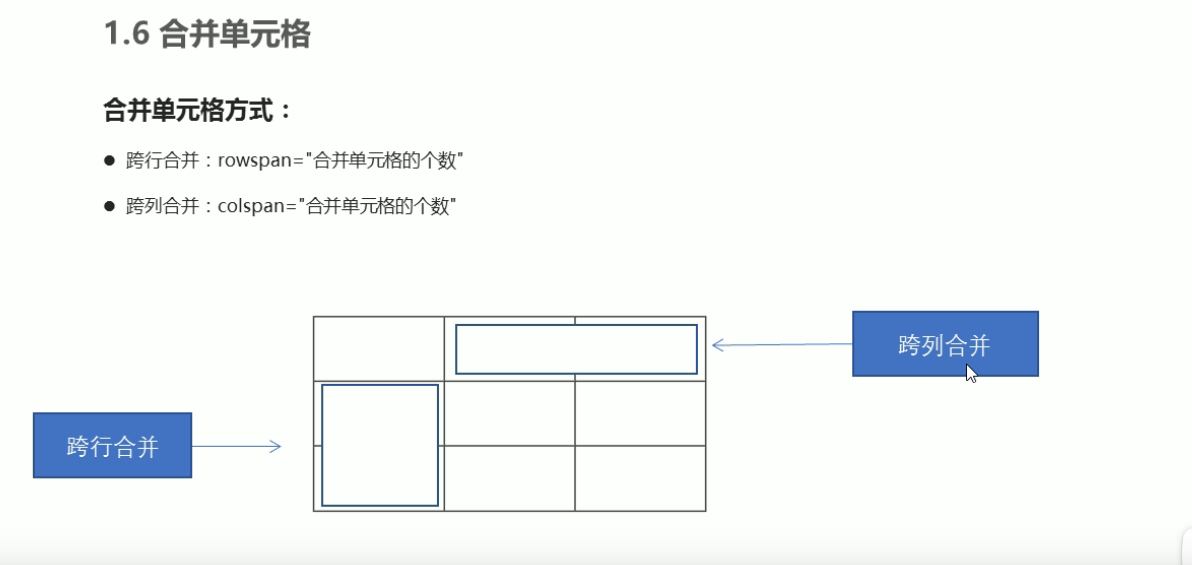 1.6 合并单元格
合并单元格方式：
● 跨行合并：rowspan="合并单元格的个数"
● 跨列合并：colspan="合并单元格的个数"
跨列合并
跨行合并